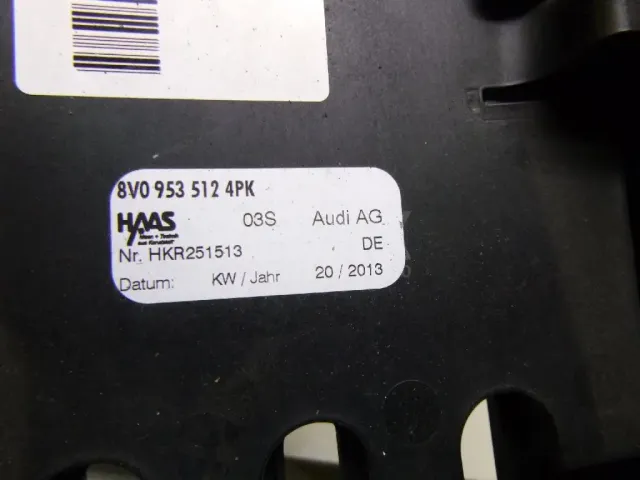 8V0 953 512 4PK
HAAS 03S Audi AG
Nr. HKR251513 DE
Datum: KW / Jahr 20 / 2013